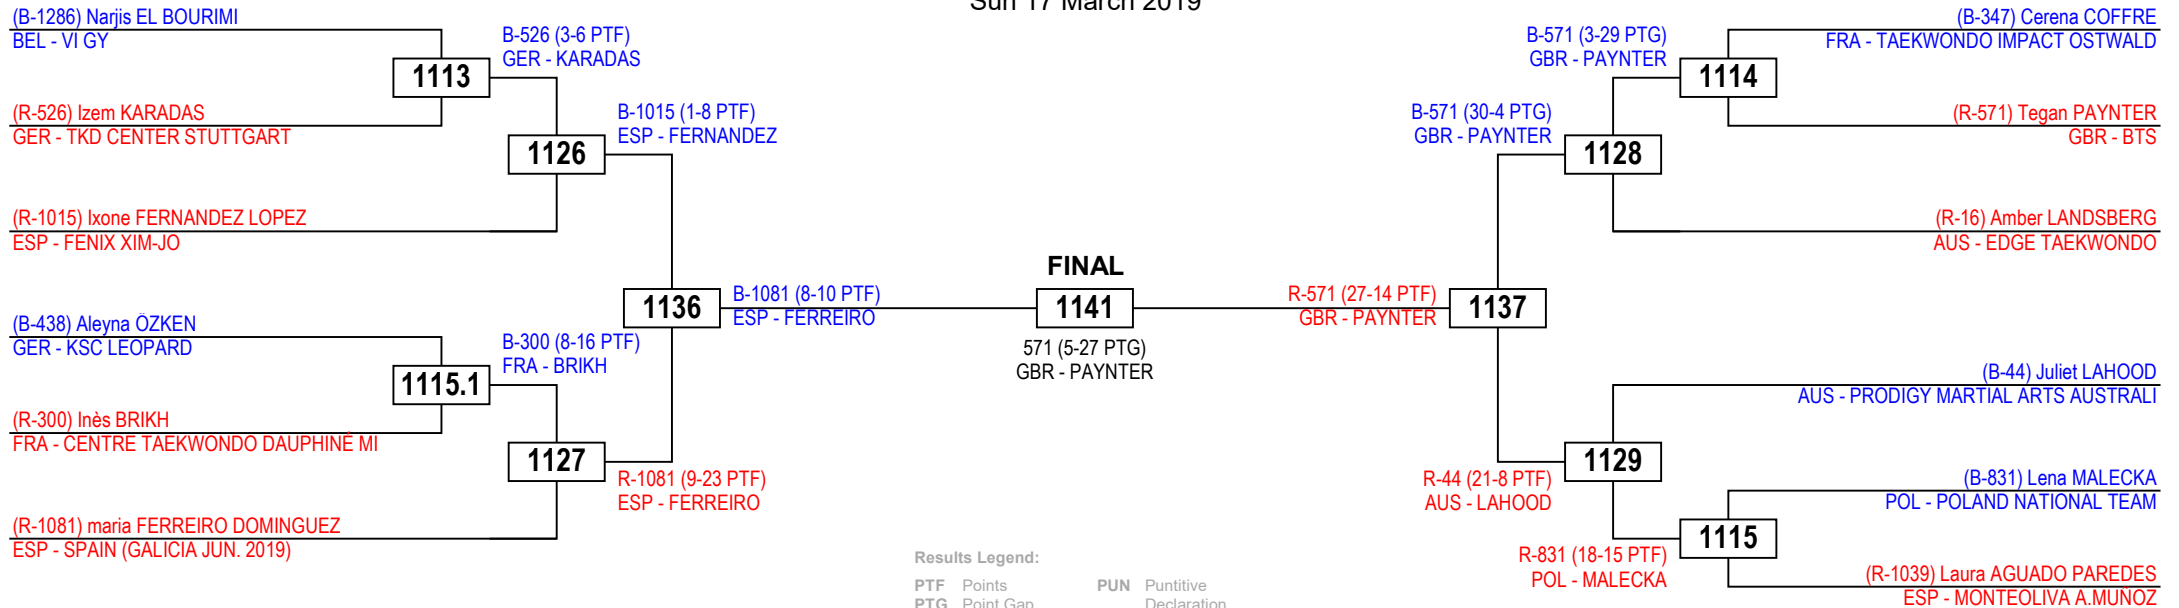 Sun 17 March 2019
(B-1286) Narjis EL BOURIMI
BEL - VI GY
B-526 (3-6 PTF)
GER - KARADAS
1113
(R-526) Izem KARADAS
GER - TKD CENTER STUTTGART
B-1015 (1-8 PTF)
ESP - FERNANDEZ
1126
(R-1015) Ixone FERNANDEZ LOPEZ
ESP - FENIX XIM-JO
1136
B-1081 (8-10 PTF)
ESP - FERREIRO
(B-438) Aleyna ÖZKEN
GER - KSC LEOPARD
B-300 (8-16 PTF)
FRA - BRIKH
1115.1
(R-300) Inès BRIKH
FRA - CENTRE TAEKWONDO DAUPHINÉ MI
1127
R-1081 (9-23 PTF)
ESP - FERREIRO
(R-1081) maria FERREIRO DOMINGUEZ
ESP - SPAIN (GALICIA JUN. 2019)
FINAL
1141
571 (5-27 PTG)
GBR - PAYNTER
(B-347) Cerena COFFRE
FRA - TAEKWONDO IMPACT OSTWALD
B-571 (3-29 PTG)
GBR - PAYNTER
1114
(R-571) Tegan PAYNTER
GBR - BTS
B-571 (30-4 PTG)
GBR - PAYNTER
1128
(R-16) Amber LANDSBERG
AUS - EDGE TAEKWONDO
R-571 (27-14 PTF)
GBR - PAYNTER
1137
(B-44) Juliet LAHOOD
AUS - PRODIGY MARTIAL ARTS AUSTRALI
1129
R-44 (21-8 PTF)
AUS - LAHOOD
(B-831) Lena MALECKA
POL - POLAND NATIONAL TEAM
1115
R-831 (18-15 PTF)
POL - MALECKA
(R-1039) Laura AGUADO PAREDES
ESP - MONTEOLIVA A.MUÑOZ
Results Legend:
PTF Points PUN Puntitive
PTG Point Gap Declaration